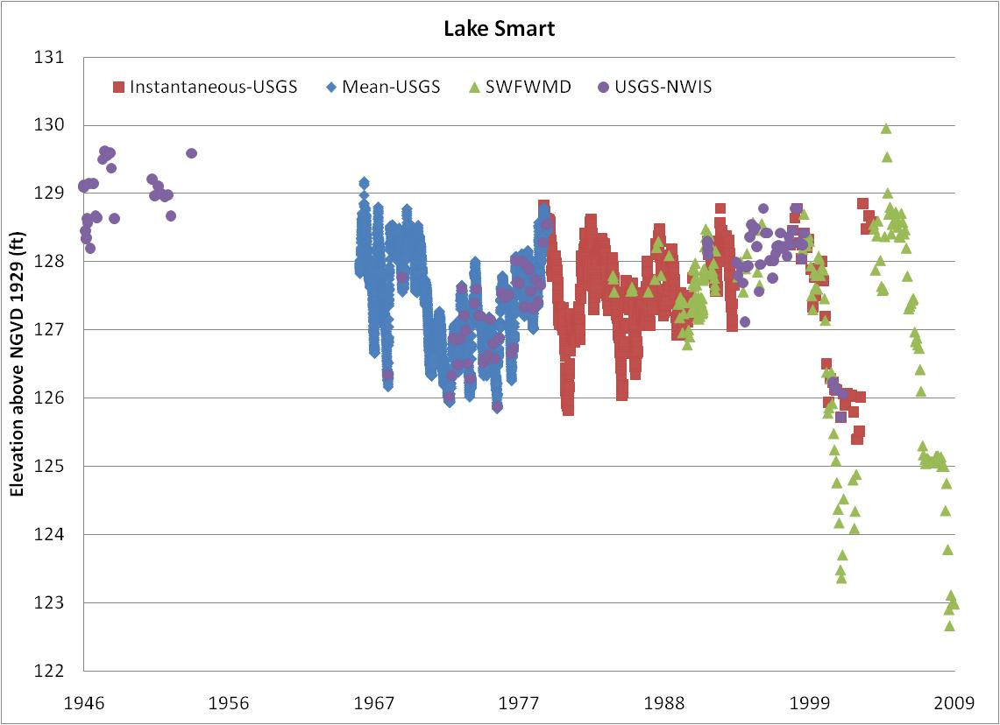 Lake Smart
131
Instantaneous-USGS Mean-USGS SWFWMD USGS-NWIS
130
129
128
127
126
125
124
123
122
Elevation above NGVD 1929 (ft)
1946 1956 1967 1977 1988 1999 2009